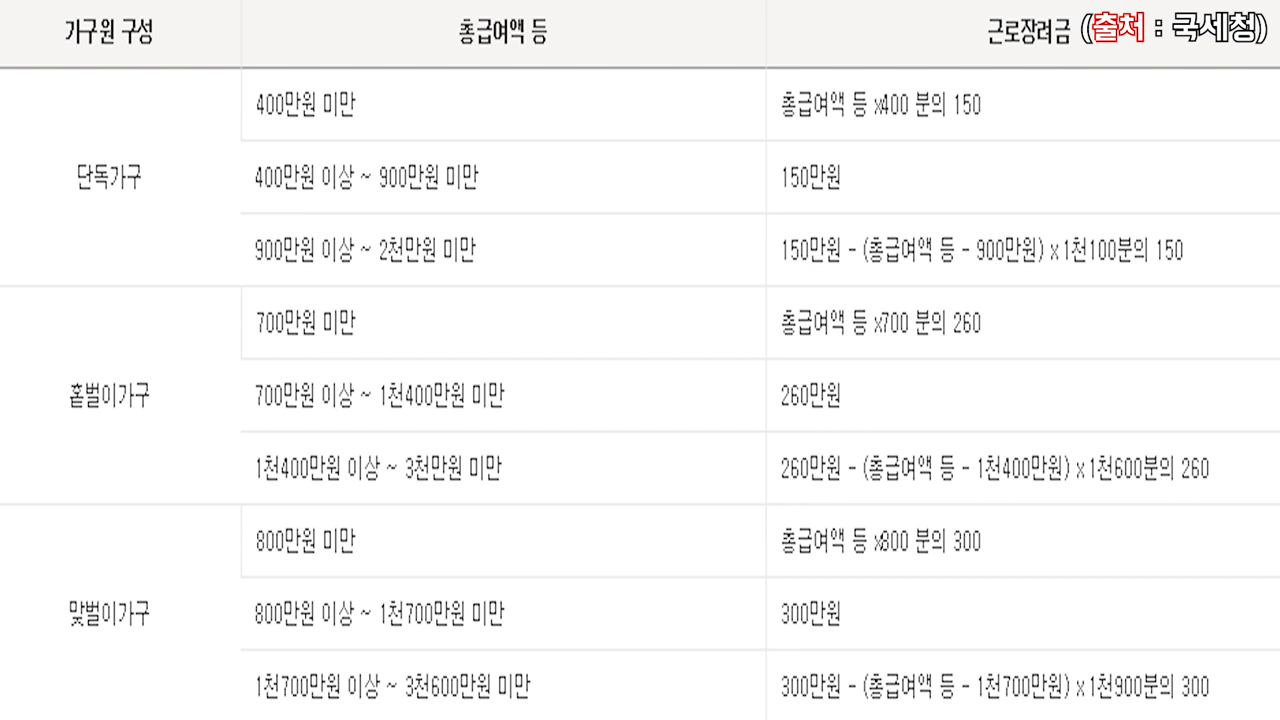 가구원 구성 총급여액 등 근로장려금 (출처 : 국세청)
400만원 미만 총급여액 등 x400 분의 150
단독가구 400만원 이상 ~ 900만원 미만 150만원
900만원 이상 ~ 2천만원 미만 150만원 - (총급여액 등 - 900만원) x 1천100분의 150
700만원 미만 총급여액 등 x700 분의 260
홑벌이가구 700만원 이상 ~ 1천400만원 미만 260만원
1천400만원 이상 ~ 3천만원 미만 260만원 - (총급여액 등 - 1천400만원) x 1천600분의 260
800만원 미만 총급여액 등 x800 분의 300
맞벌이가구 800만원 이상 ~ 1천700만원 미만 300만원
1천700만원 이상 ~ 3천600만원 미만 300만원 - (총급여액 등 - 1천700만원) x 1천900분의 300